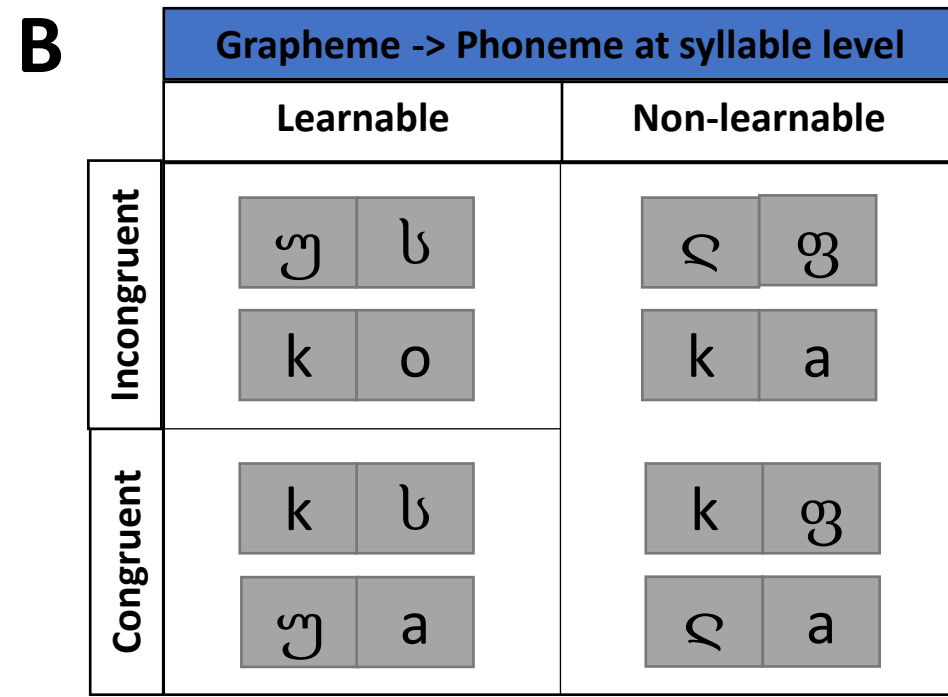 B
Grapheme -> Phoneme at syllable level
Learnable Non-learnable
Incongruent
უ ს ლ ფ
k o k a
Congruent
k ს k ფ
უ a ლ a